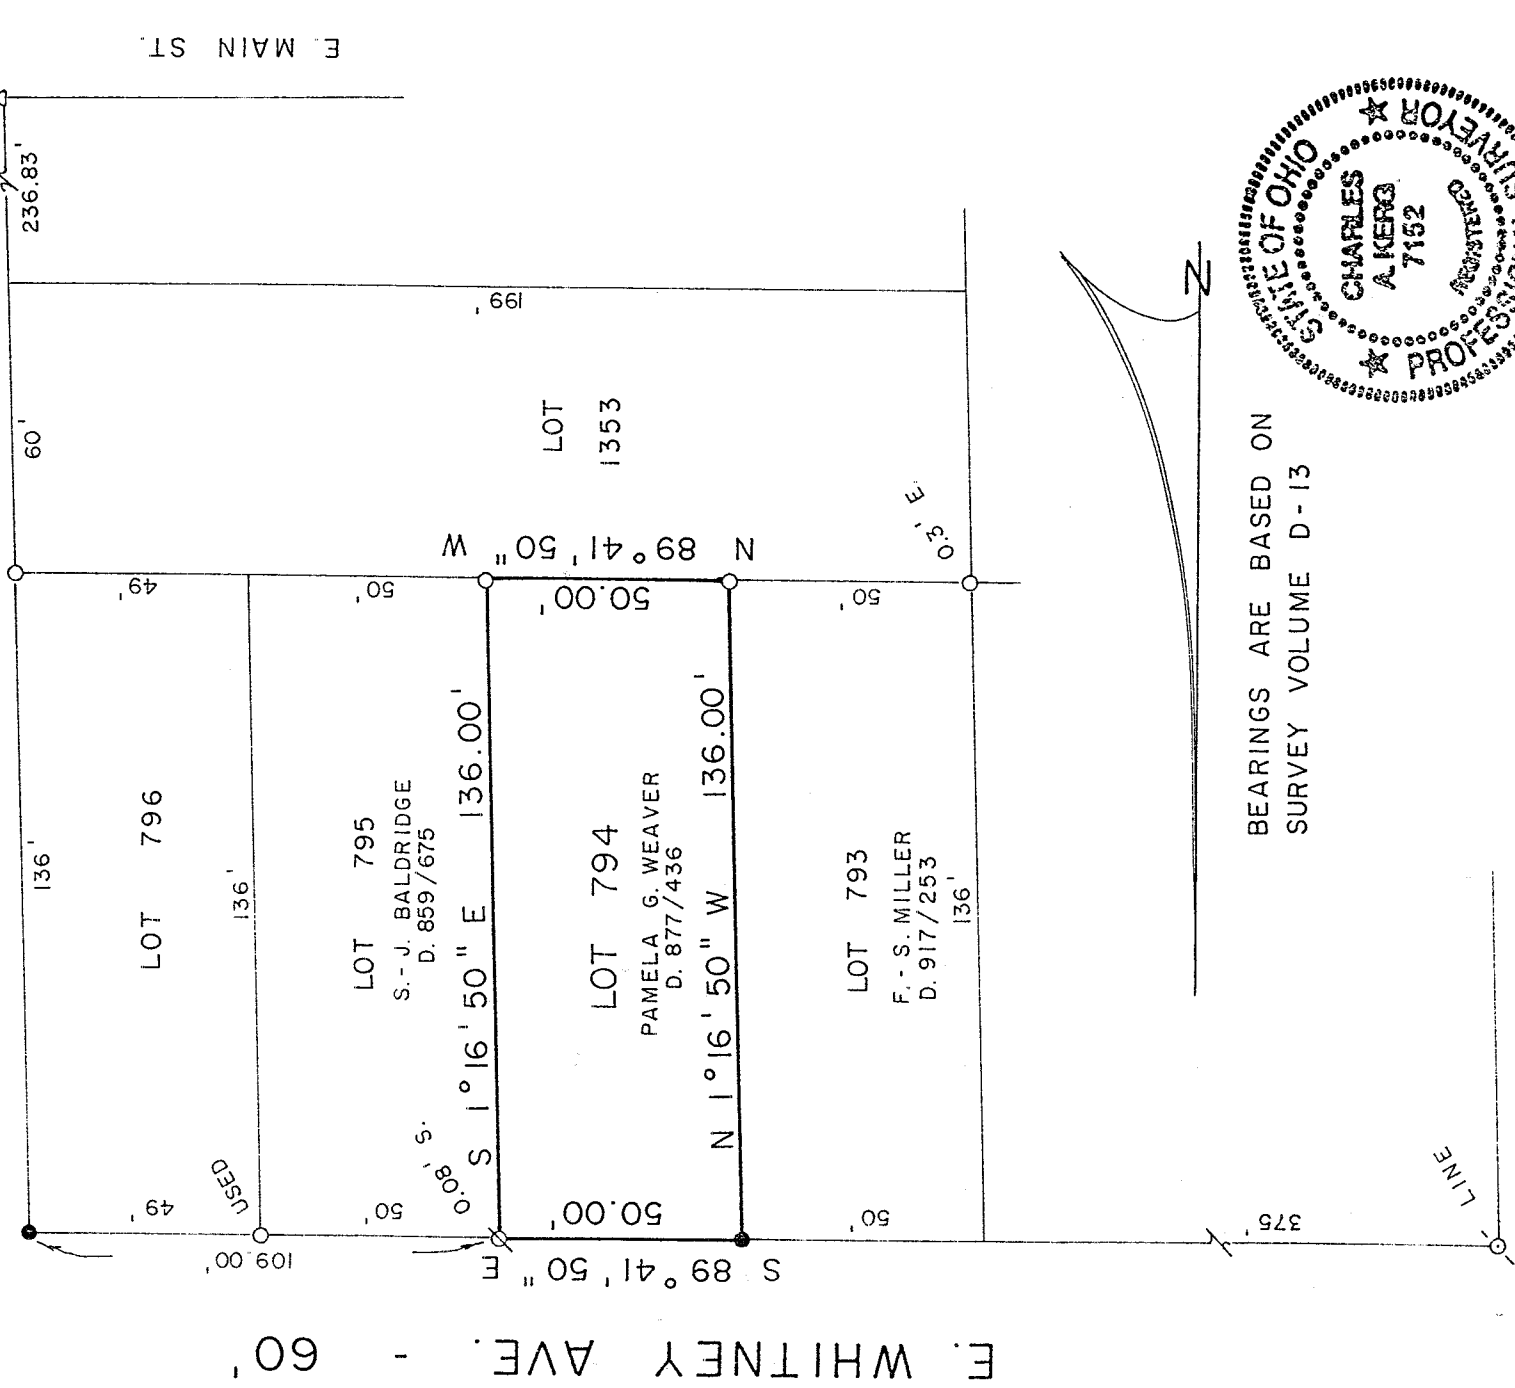 E. MAIN ST.
236.83'
60'
199'
LOT
1353
0.3' E
N 89° 41' 50" W
49'
50'
50.00'
50'
136'
LOT 796
136'
LOT 795
S. - J. BALDRIDGE
D. 859/675
S 1° 16' 50" E 136.00'
LOT 794
PAMELA G. WEAVER
D. 877/436
N 1° 16' 50" W 136.00'
LOT 793
F. - S. MILLER
D. 917/253
136'
49'
USED
50'
0.08' S.
50.00'
50'
375'
LINE
109.00'
S 89° 41' 50" E
E. WHITNEY AVE. - 60'
N
BEARINGS ARE BASED ON
SURVEY VOLUME D-13
STATE OF OHIO
CHARLES
A. KERG
7152
REGISTERED
PROFESSIONAL SURVEYOR